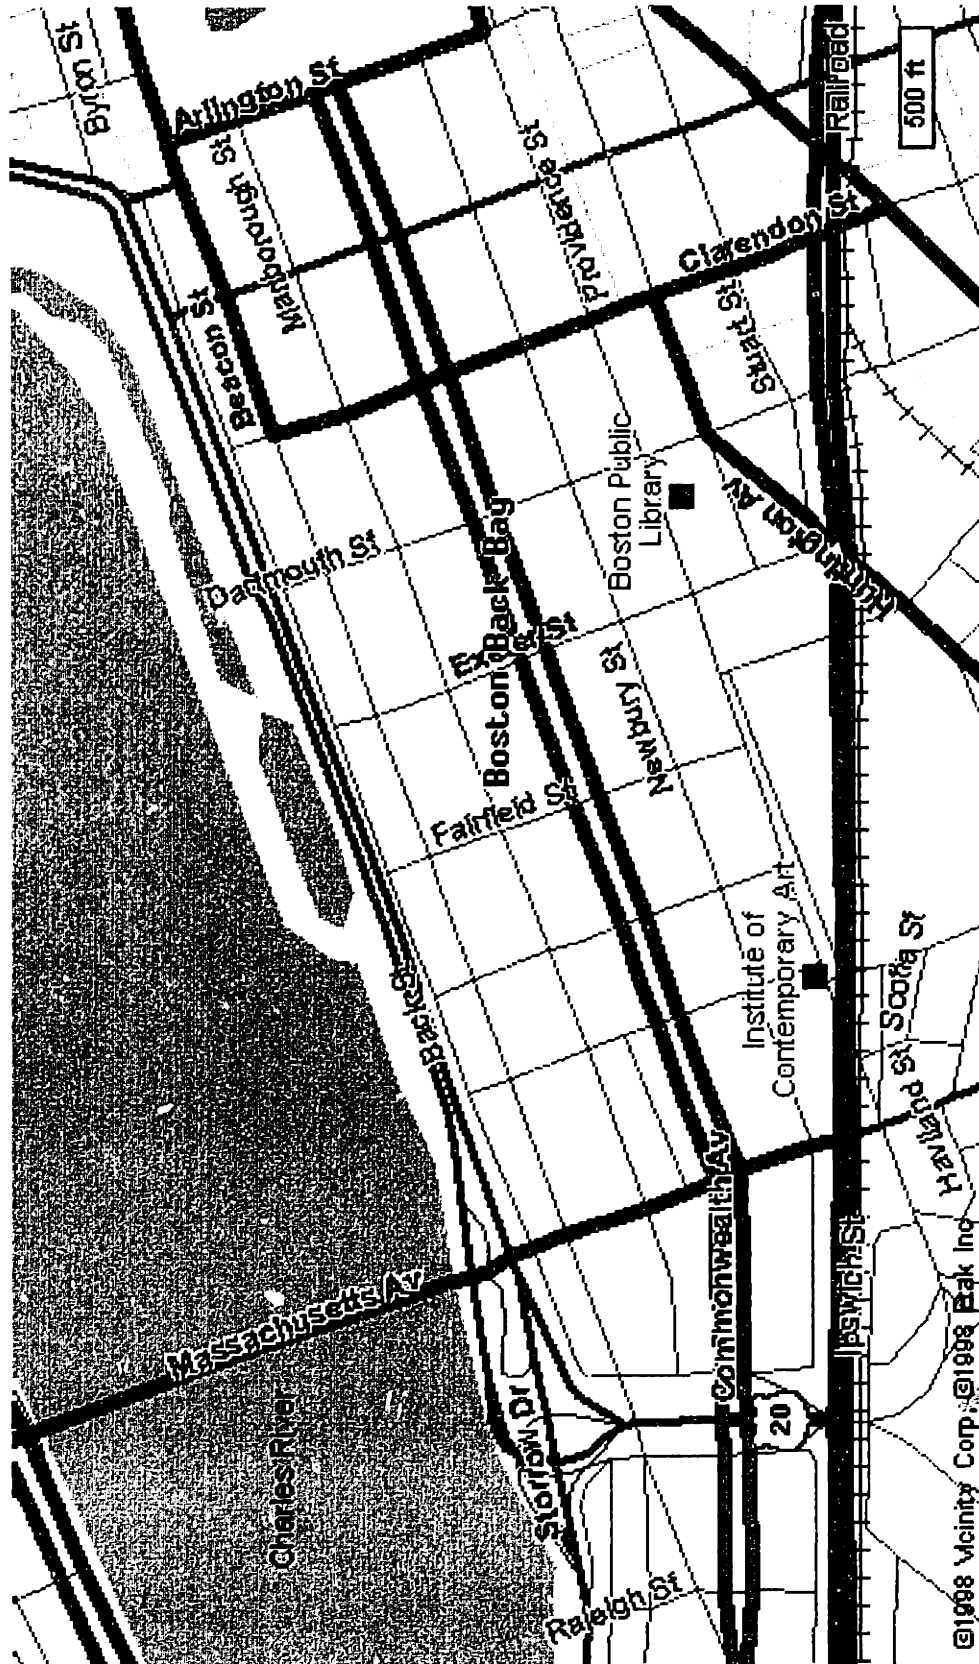 Byron St
Arlington St
Marlborough St
Beacon St
Providence St
Clarendon St
Stuart St
Railroad
500 ft
Boston Public
Library
Huntington Av
Dartmouth St
Boston Back Bay
St
Newbury St
Fairfield St
Back St
Institute of
Contemporary Art
Scotia St
Haviland St
Massachusetts Av
Charles River
Storrow Dr
Commonwealth Av
20
Ipswich St
Raleigh St
©1998 Vicinity Corp; ©1998 Etak Inc